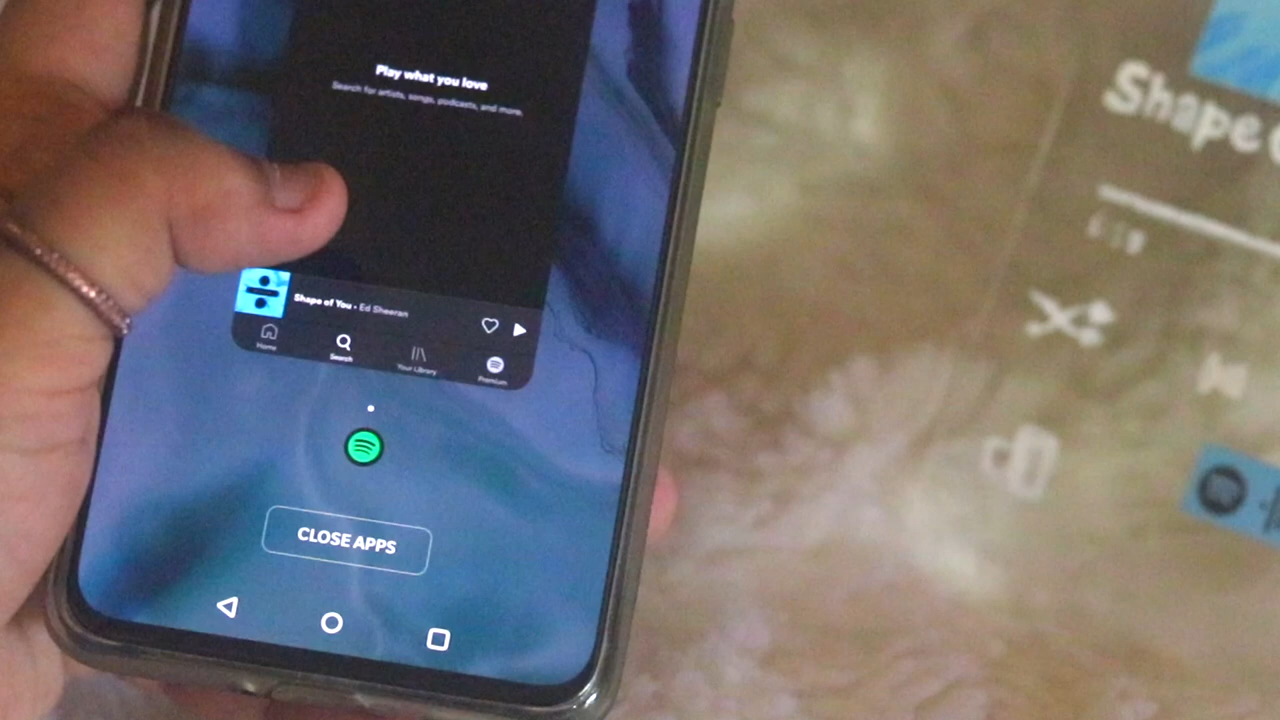 Play what you love
Search for artists, songs, podcasts, and more.
Shape of You • Ed Sheeran
Home
Search
Your Library
Premium
CLOSE APPS
Shape